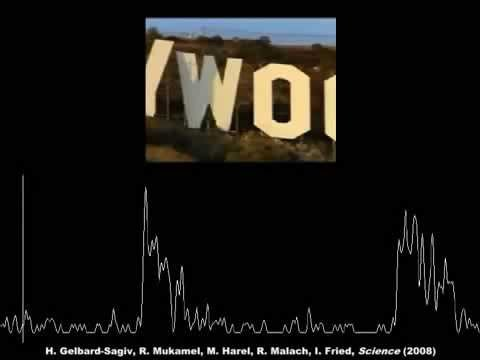 YWOO
H. Gelbard-Sagiv, R. Mukamel, M. Harel, R. Malach, I. Fried, Science (2008)